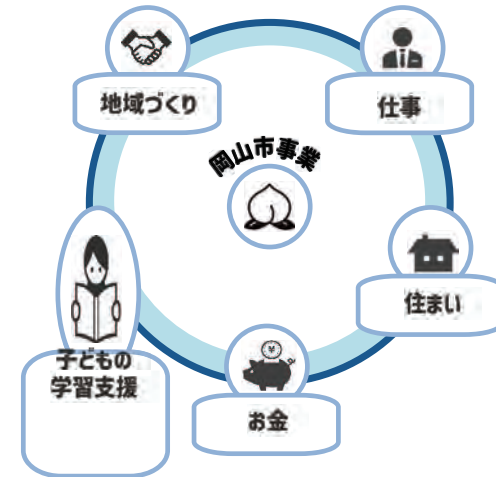 地域づくり
仕事
岡山市事業
住まい
子どもの
学習支援
¥
お金